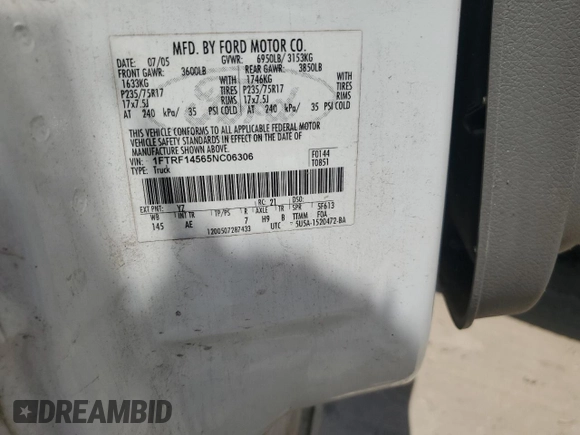 MFD. BY FORD MOTOR CO.
DATE: 07/05 GVWR: 6950LB/ 3153KG
FRONT GAWR: 3600LB REAR GAWR: 3850LB
1633KG WITH 1746KG WITH
P235/75R17 TIRES P235/75R17 TIRES
17x7.5J RIMS 17x7.5J RIMS
AT 240 kPa/ 35 PSI COLD AT 240 kPa/ 35 PSI COLD
THIS VEHICLE CONFORMS TO ALL APPLICABLE FEDERAL MOTOR
VEHICLE SAFETY STANDARDS IN EFFECT ON THE DATE OF
MANUFACTURE SHOWN ABOVE.
VIN: 1FTRF14565NC06306 F0144
TYPE: Truck T0851
EXT PNT: YZ RC: 21 DSO:
WB INT TR TP/PS R AXLE TR SPR 5F613
145 AE 7 H9 B TTMM FOA
1200507287433 UTC 5U5A-1520472-BA
DREAMBID